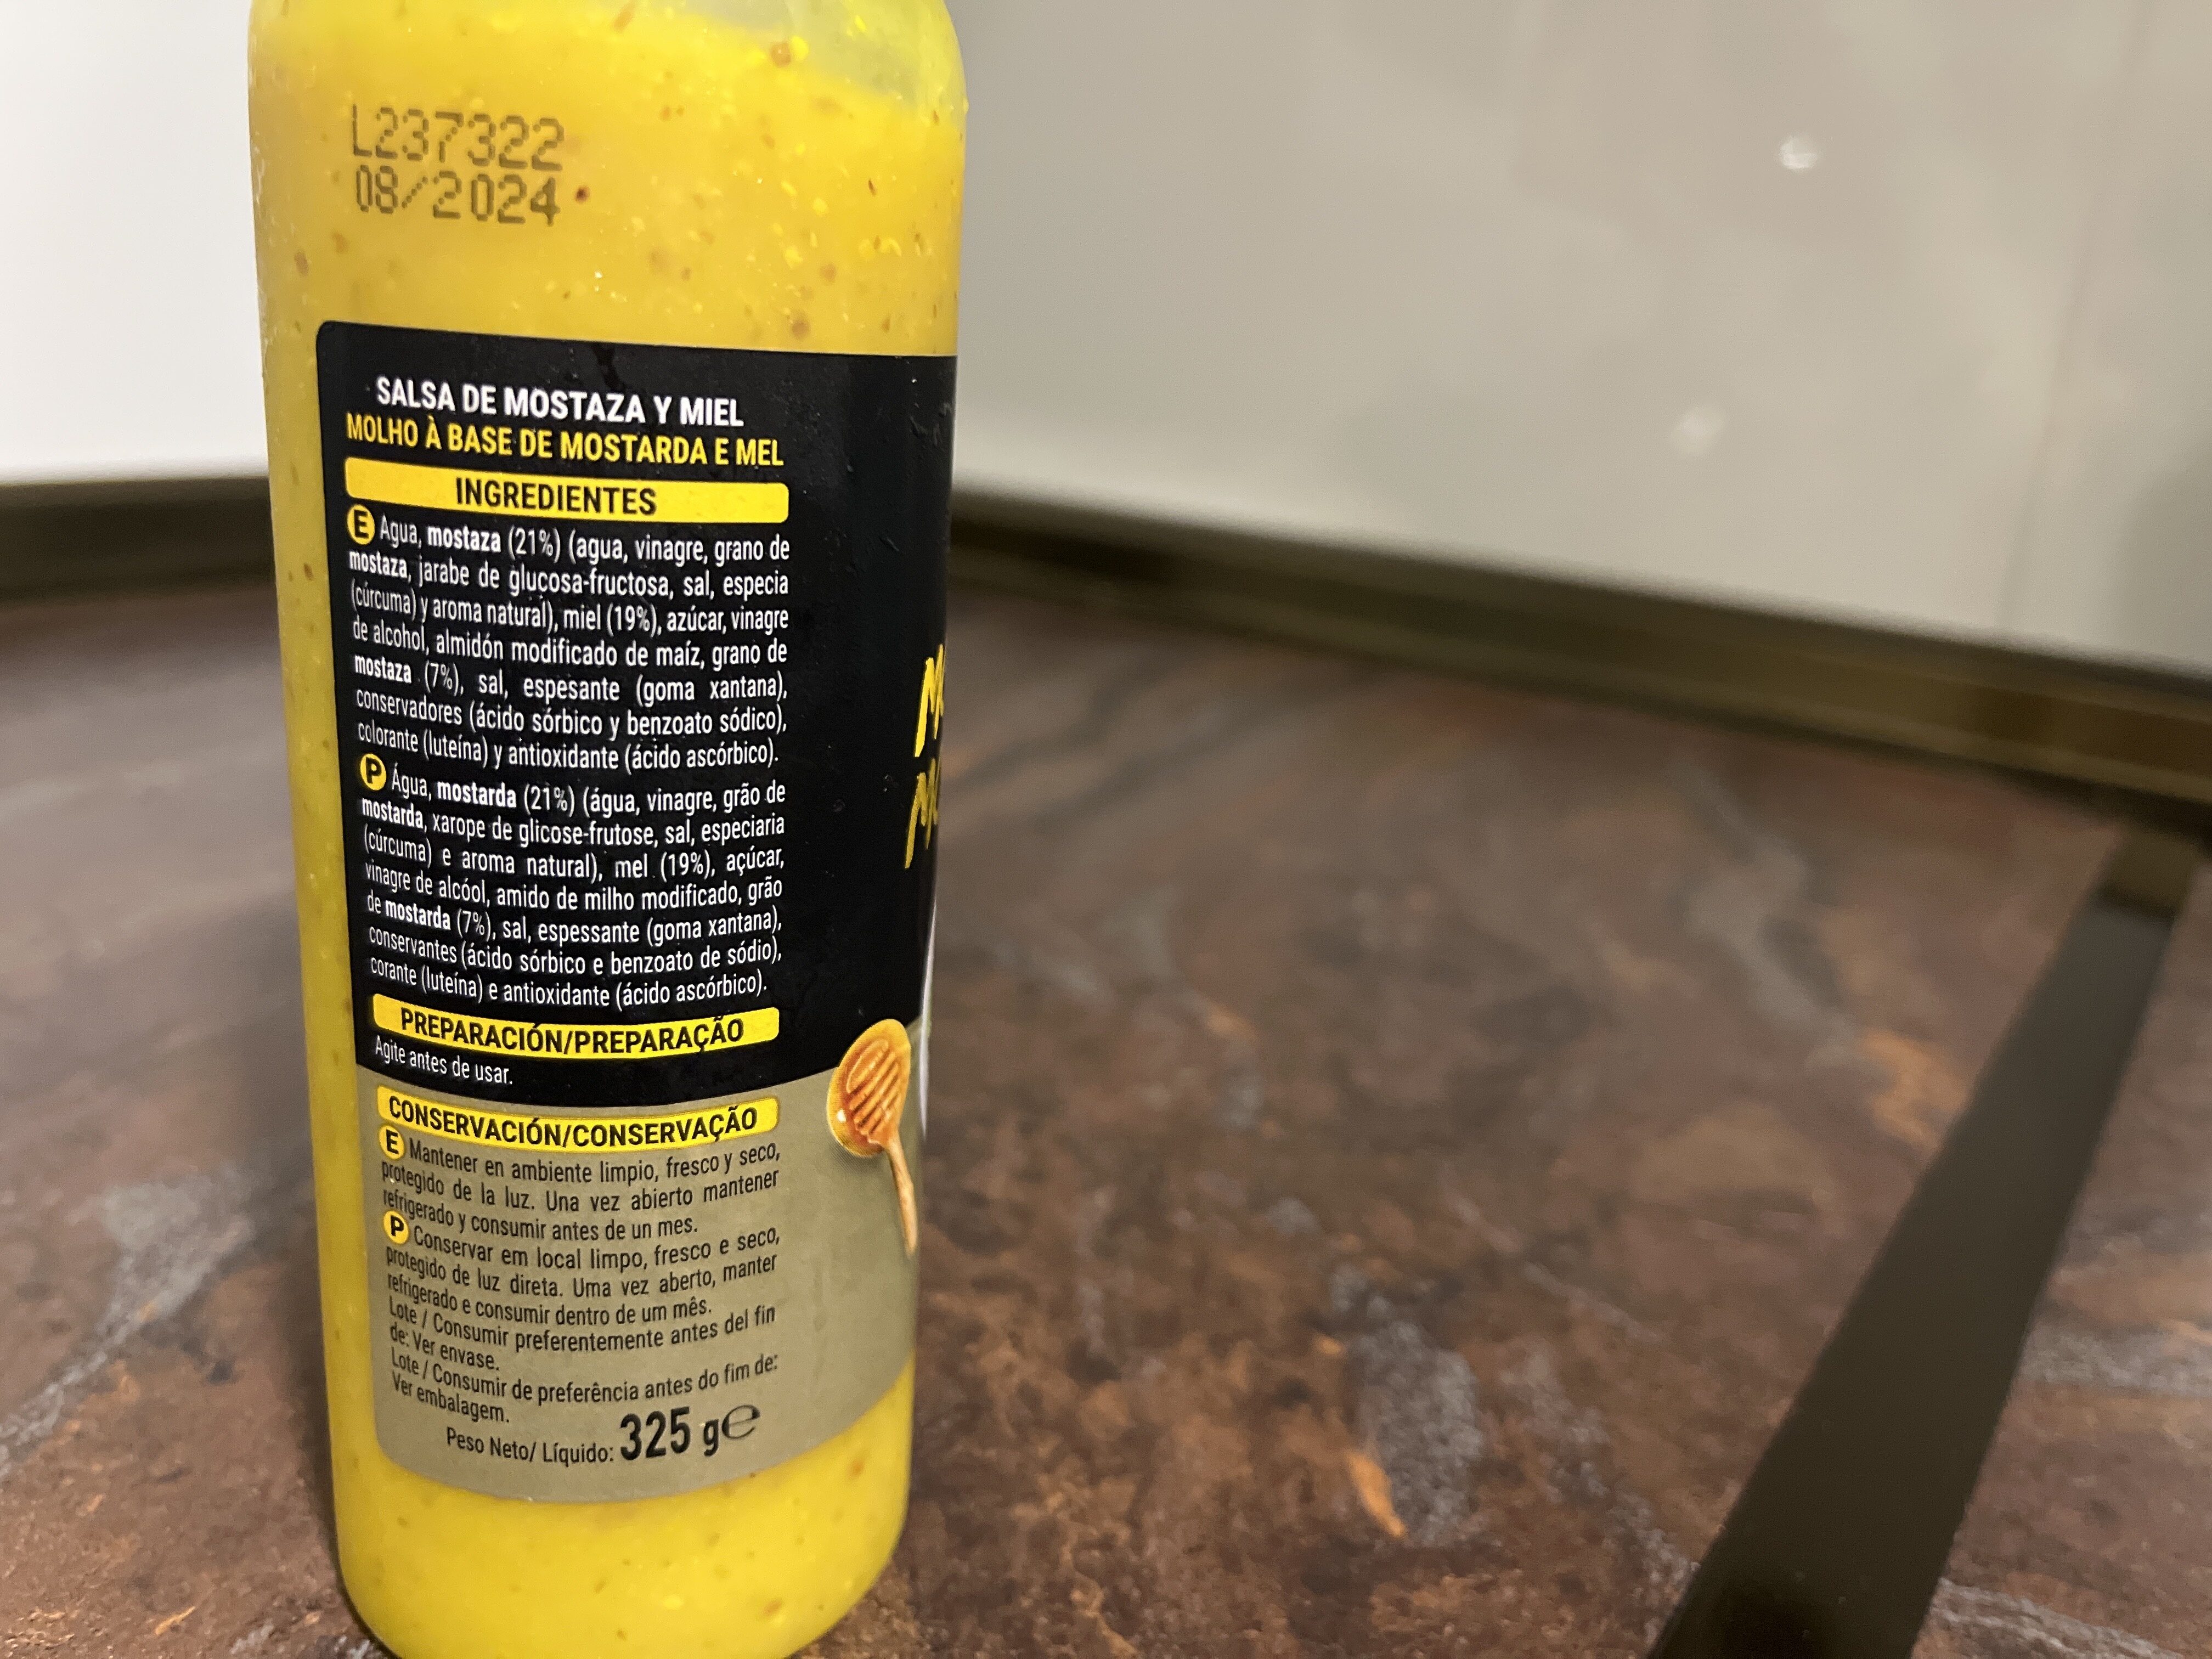 L237322
08/2024
SALSA DE MOSTAZA Y MIEL
MOLHO À BASE DE MOSTARDA E MEL
INGREDIENTES
E Agua, mostaza (21%) (agua, vinagre, grano de
mostaza, jarabe de glucosa-fructosa, sal, especia
(cúrcuma) y aroma natural), miel (19%), azúcar, vinagre
de alcohol, almidón modificado de maíz, grano de
mostaza (7%), sal, espesante (goma xantana),
conservadores (ácido sórbico y benzoato sódico),
colorante (luteína) y antioxidante (ácido ascórbico).
P Água, mostarda (21%) (água, vinagre, grão de
mostarda, xarope de glicose-frutose, sal, especiaria
(cúrcuma) e aroma natural), mel (19%), açúcar,
vinagre de alcóol, amido de milho modificado, grão
de mostarda (7%), sal, espessante (goma xantana),
conservantes (ácido sórbico e benzoato de sódio),
corante (luteína) e antioxidante (ácido ascórbico).
PREPARACIÓN/PREPARAÇÃO
Agite antes de usar.
CONSERVACIÓN/CONSERVAÇÃO
E Mantener en ambiente limpio, fresco y seco,
protegido de la luz. Una vez abierto mantener
refrigerado y consumir antes de un mes.
P Conservar em local limpo, fresco e seco,
protegido de luz direta. Uma vez aberto, manter
refrigerado e consumir dentro de um mês.
Lote / Consumir preferentemente antes del fin
de: Ver envase.
Lote / Consumir de preferência antes do fim de:
Ver embalagem.
Peso Neto/ Líquido: 325 g e